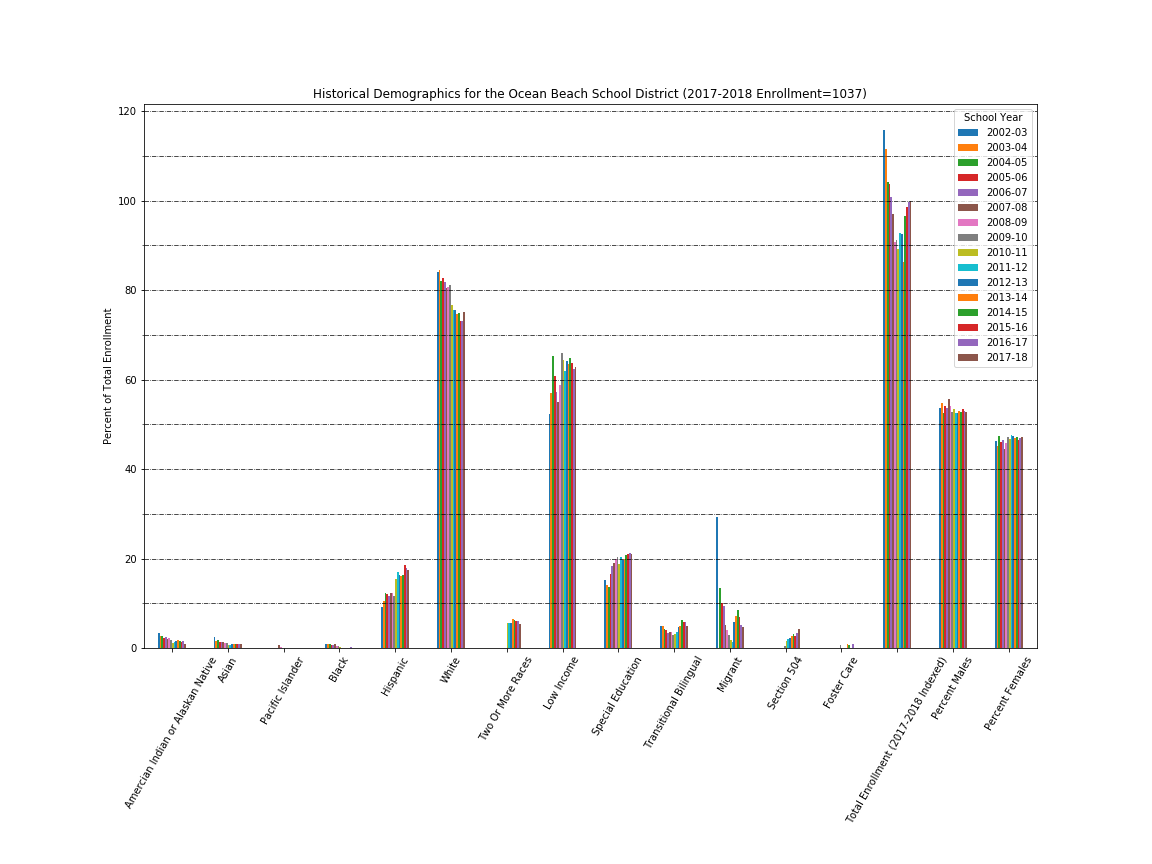 Historical Demographics for the Ocean Beach School District (2017-2018 Enrollment=1037)
Percent of Total Enrollment
120
100
80
60
40
20
0
School Year
2002-03
2003-04
2004-05
2005-06
2006-07
2007-08
2008-09
2009-10
2010-11
2011-12
2012-13
2013-14
2014-15
2015-16
2016-17
2017-18
Amercian Indian or Alaskan Native
Asian
Pacific Islander
Black
Hispanic
White
Two Or More Races
Low Income
Special Education
Transitional Bilingual
Migrant
Section 504
Foster Care
Total Enrollment (2017-2018 Indexed)
Percent Males
Percent Females